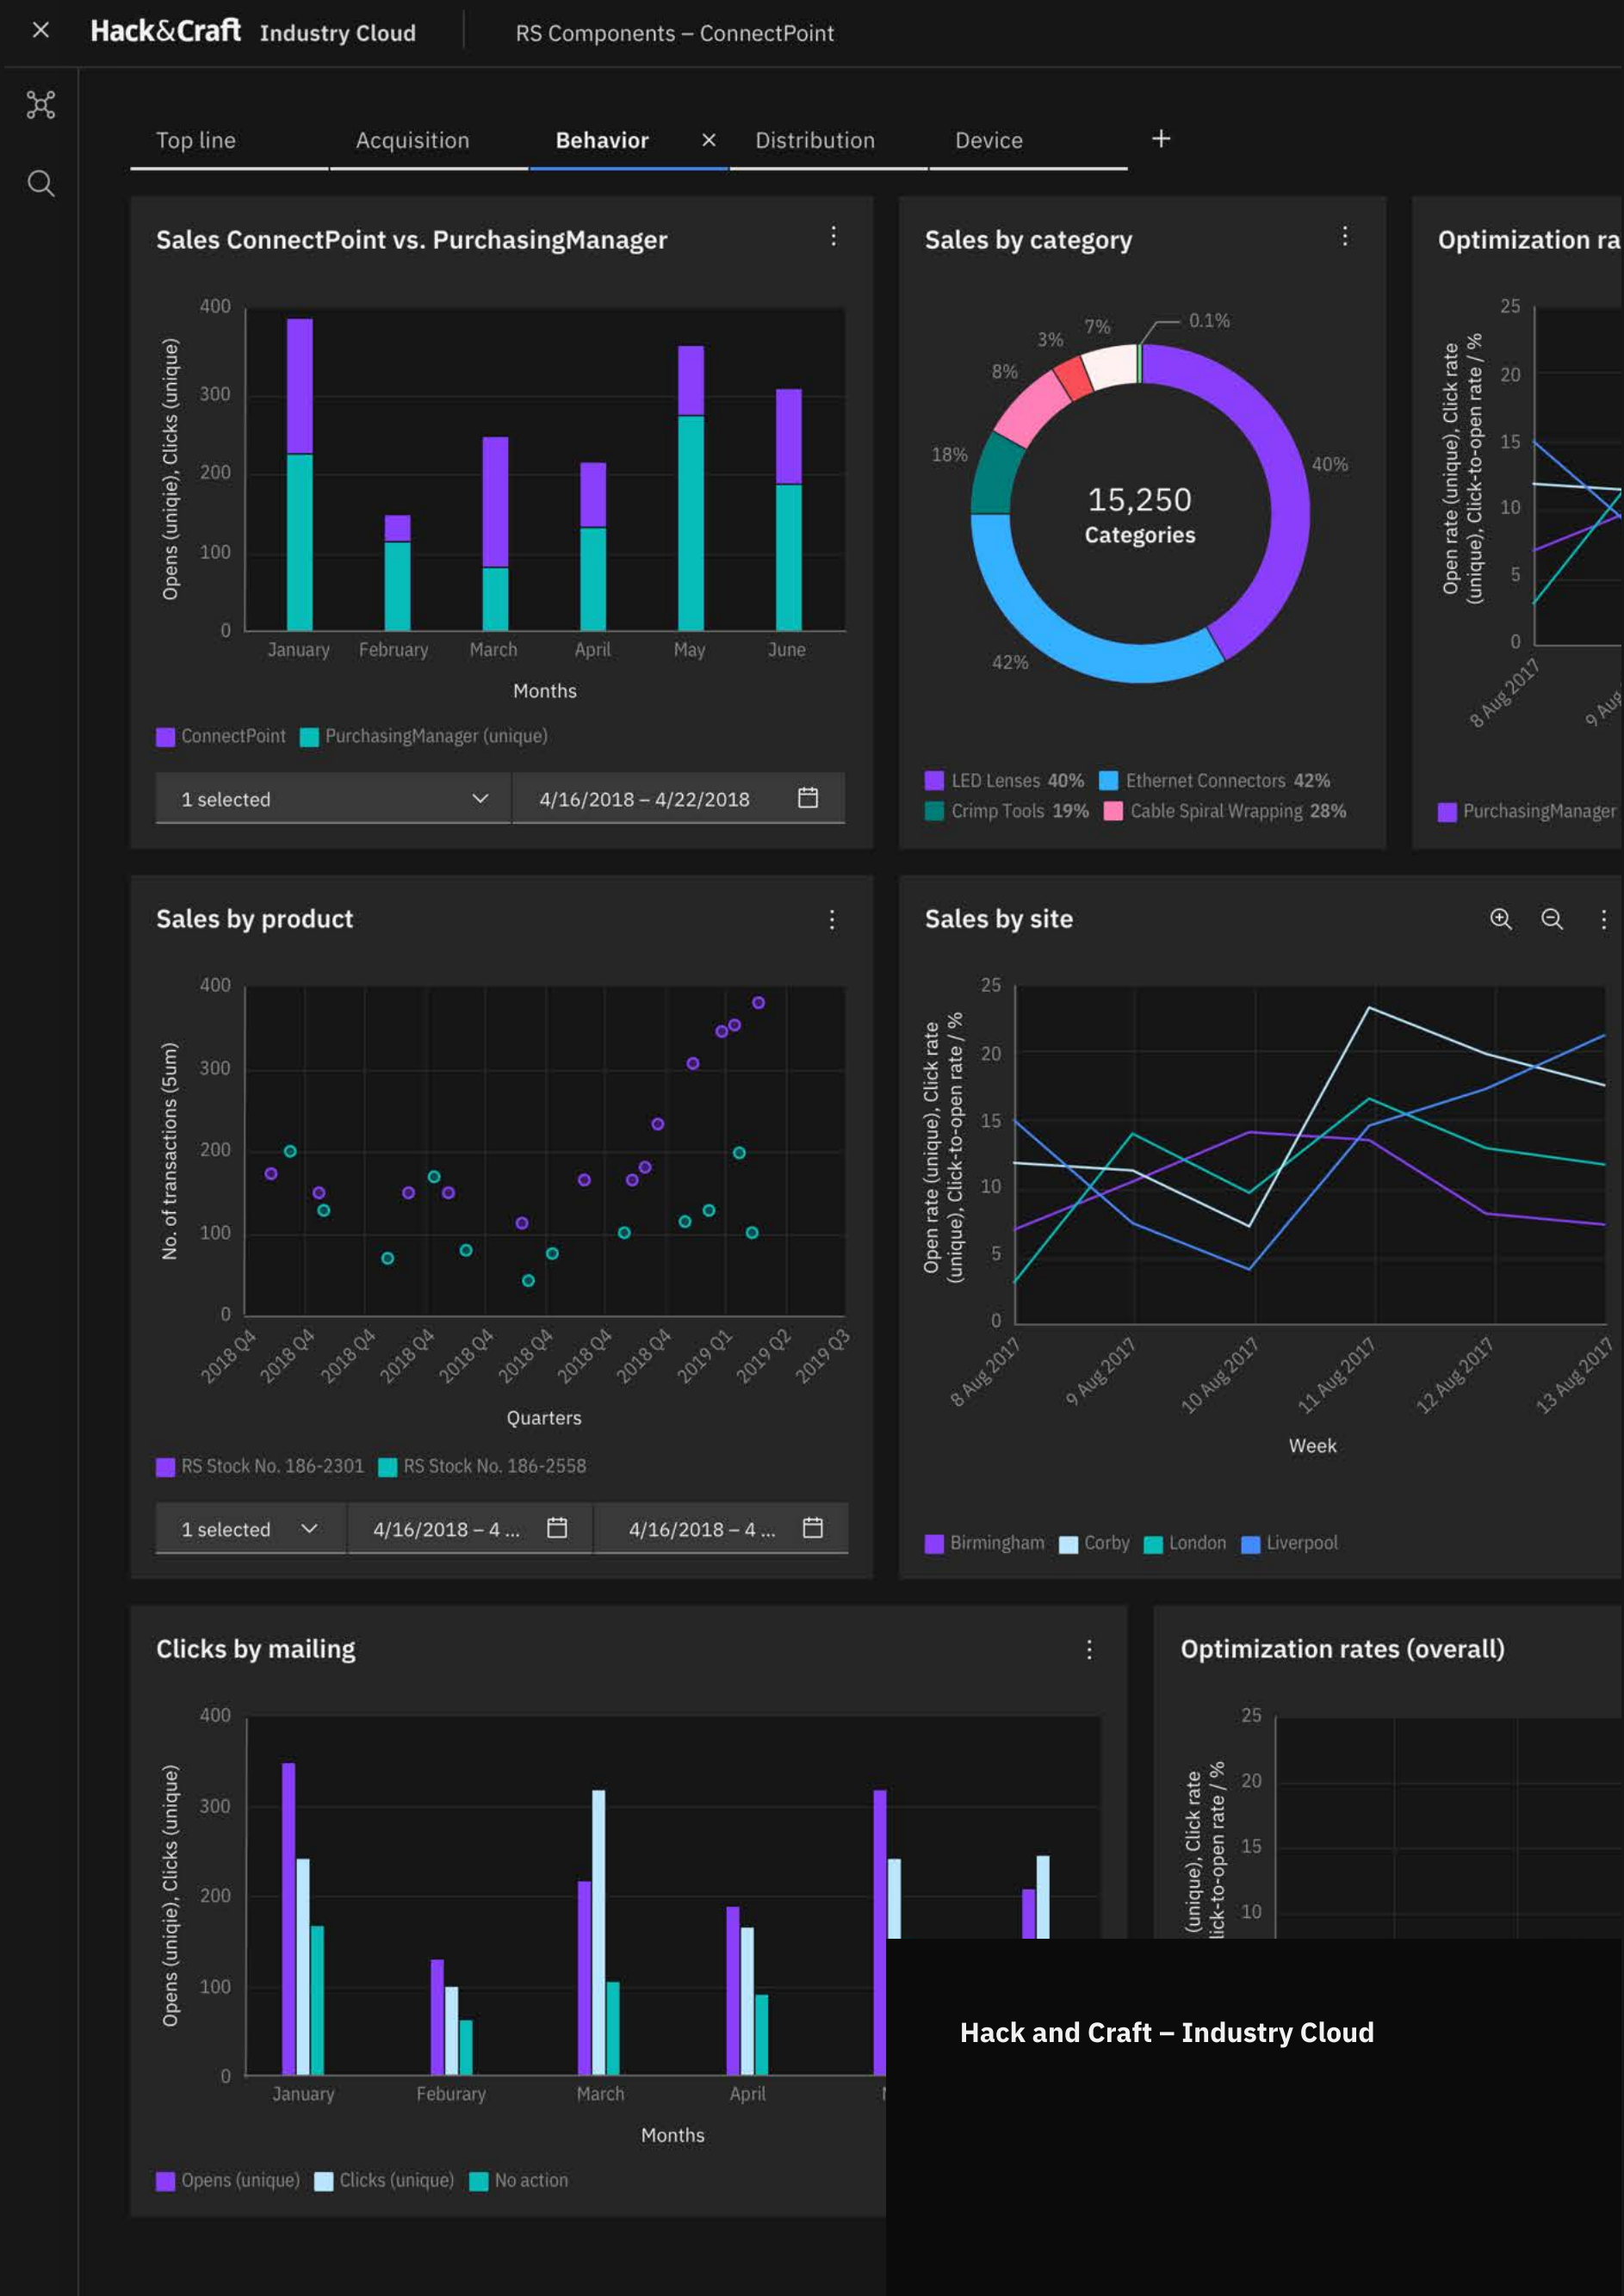 Hack&Craft Industry Cloud
RS Components – ConnectPoint
Top line
Acquisition
Behavior
Distribution
Device
Sales ConnectPoint vs. PurchasingManager
400
300
200
100
0
Opens (uniqie), Clicks (unique)
January
February
March
April
May
June
Months
ConnectPoint
PurchasingManager (unique)
1 selected
4/16/2018 – 4/22/2018
Sales by category
0.1%
7%
3%
8%
18%
40%
42%
15,250
Categories
LED Lenses 40%
Ethernet Connectors 42%
Crimp Tools 19%
Cable Spiral Wrapping 28%
Optimization ra
25
20
15
10
5
0
Open rate (unique), Click rate
(unique), Click-to-open rate / %
8 Aug 2017
9 Aug
PurchasingManager
Sales by product
400
300
200
100
0
No. of transactions (5um)
2018 Q4
2018 Q4
2018 Q4
2018 Q4
2018 Q4
2018 Q4
2018 Q4
2018 Q4
2019 Q1
2019 Q2
2019 Q3
Quarters
RS Stock No. 186-2301
RS Stock No. 186-2558
1 selected
4/16/2018 – 4 ...
4/16/2018 – 4 ...
Sales by site
25
20
15
10
5
0
Open rate (unique), Click rate
(unique), Click-to-open rate / %
8 Aug 2017
9 Aug 2017
10 Aug 2017
11 Aug 2017
12 Aug 2017
13 Aug 2017
Week
Birmingham
Corby
London
Liverpool
Clicks by mailing
400
300
200
100
0
Opens (uniqie), Clicks (unique)
January
Feburary
March
April
Months
Opens (unique)
Clicks (unique)
No action
Optimization rates (overall)
25
20
15
10
(unique), Click rate
lick-to-open rate / %
Hack and Craft – Industry Cloud